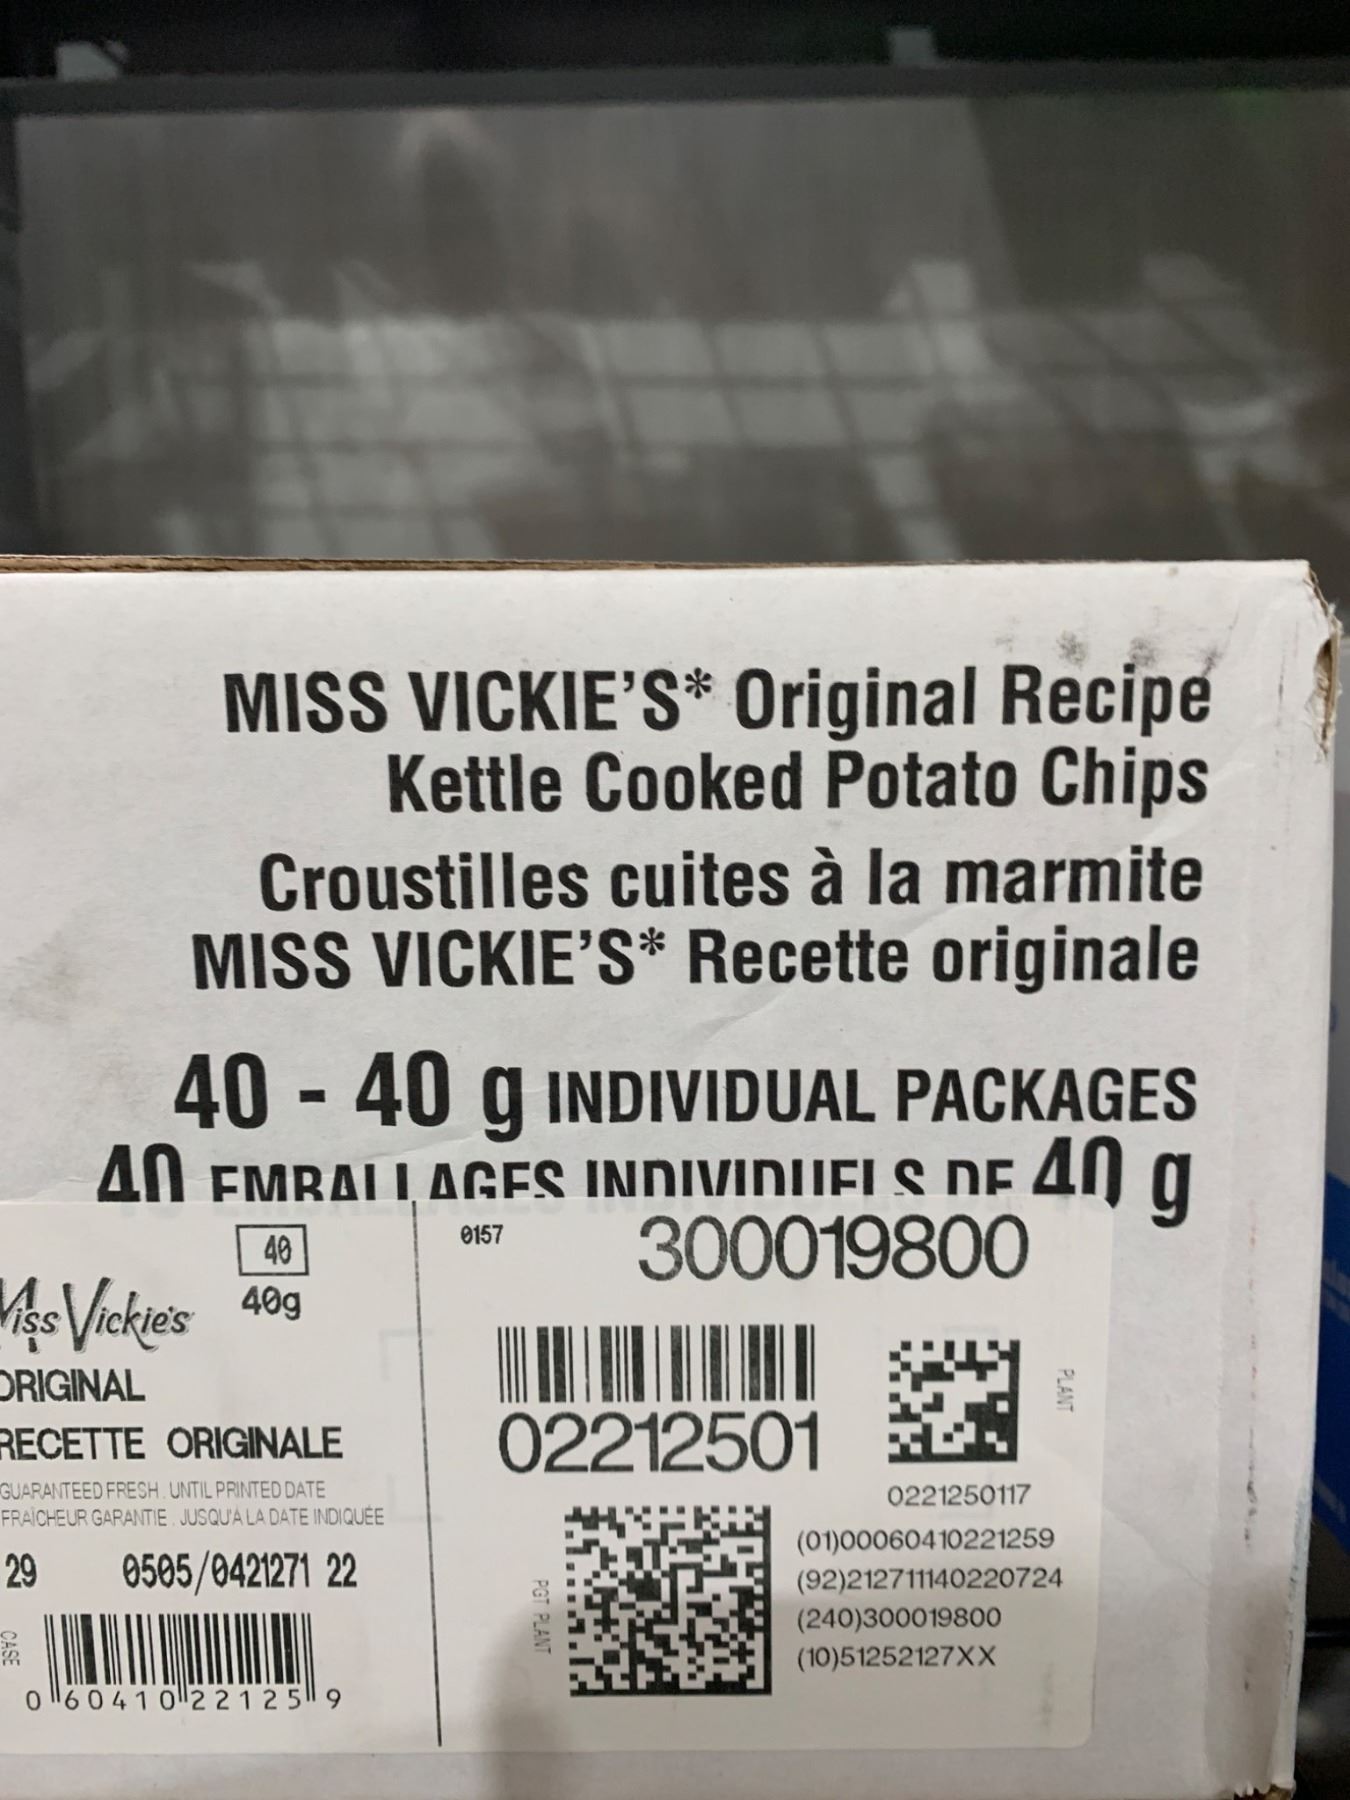 MISS VICKIE'S* Original Recipe
Kettle Cooked Potato Chips
Croustilles cuites à la marmite
MISS VICKIE'S* Recette originale
40 - 40 g INDIVIDUAL PACKAGES
40 EMBALLAGES INDIVIDUELS DE 40 g
Miss Vickie's
40
40g
ORIGINAL
RECETTE ORIGINALE
GUARANTEED FRESH . UNTIL PRINTED DATE
FRAÎCHEUR GARANTIE . JUSQU'À LA DATE INDIQUÉE
29 0505/0421271 22
CASE
0 60410 22125 9
0157
300019800
02212501
PLANT
0221250117
PGT PLANT
(01)00060410221259
(92)212711140220724
(240)300019800
(10)51252127XX